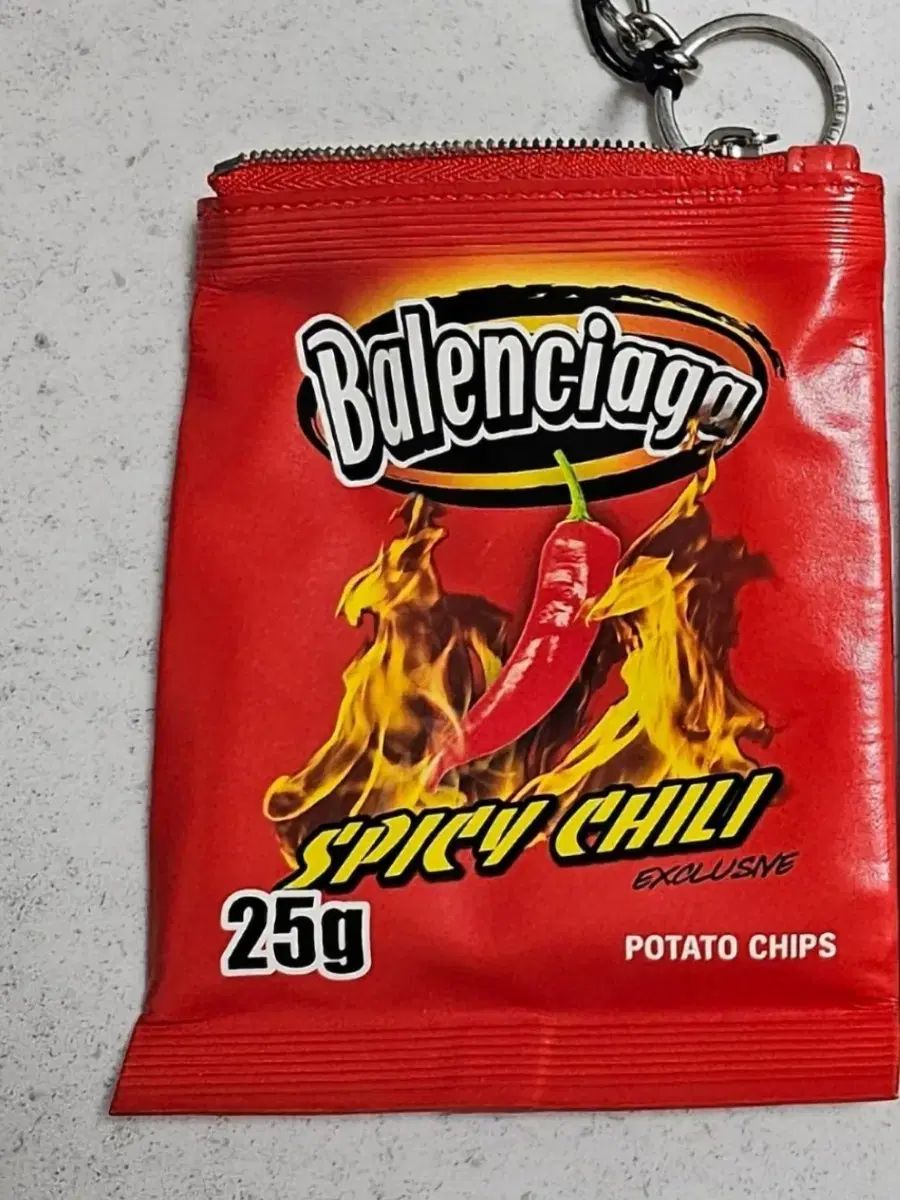 Balenciaga
SPICY CHILI
EXCLUSIVE
25g
POTATO CHIPS